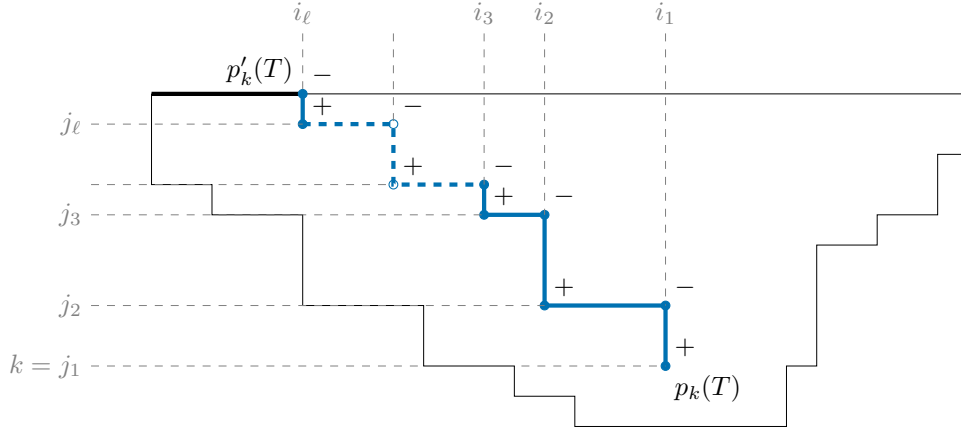 i_ℓ i_3 i_2 i_1
p′_k(T) −
j_ℓ + −
+ −
j_3 + −
j_2 + −
k = j_1 +
p_k(T)